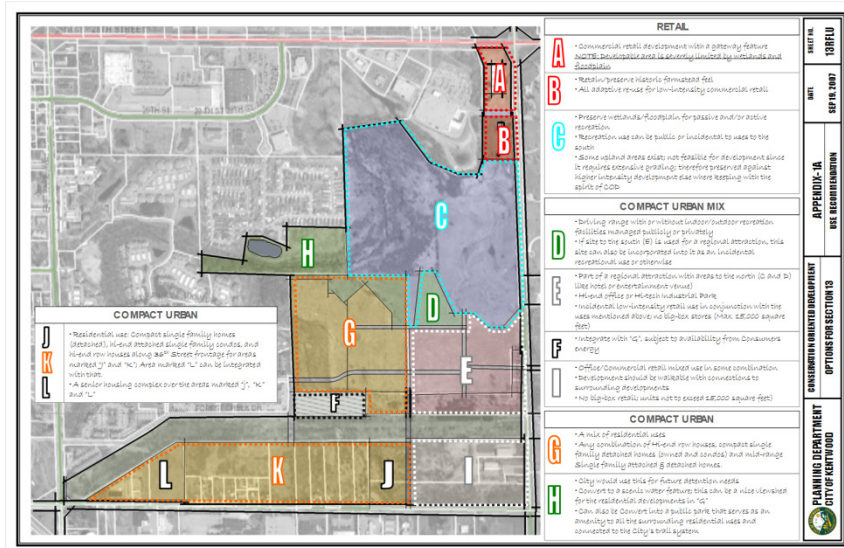 28TH STREET
29TH ST
A
B
C
D
E
F
G
H
I
J
K
L
COMPACT URBAN
J
K
L
• Residential use: Compact single family homes
(detached), hi-end attached single family condos, and
hi-end row houses along 36th Street frontage for areas
marked "J" and "K"; Area marked "L" can be integrated
with that.
• A senior housing complex over the areas marked "J", "K"
and "L"
RETAIL
A
• Commercial retail development with a gateway feature
NOTE: Developable area is severely limited by wetlands and
floodplain
B
• Retain/preserve historic farmstead feel
• All adaptive re-use for low-intensity commercial retail
C
• Preserve wetlands/floodplain for passive and/or active
recreation
• Recreation use can be public or incidental to uses to the
south
• Some upland areas exist; not feasible for development since
it requires extensive grading; therefore preserved against
higher intensity development else where keeping with the
spirit of COD
COMPACT URBAN MIX
D
• Driving range with or without indoor/outdoor recreation
facilities managed publicly or privately
• If site to the south (E) is used for a regional attraction, this
site can also be incorporated into it as an incidental
recreational use or otherwise
E
• Part of a regional attraction with areas to the north (C and D)
like hotel or entertainment venue)
• Hi-end office or Hi-tech Industrial Park
• Incidental low-intensity retail use in conjunction with the
uses mentioned above; no big-box stores (Max. 15,000 square
feet)
F
• Integrate with "G", subject to availability from Consumers
energy
I
• Office/Commercial retail mixed use in some combination
• Development should be walkable with connections to
surrounding developments
• No big-box retail; units not to exceed 15,000 square feet)
COMPACT URBAN
G
• A mix of residential uses
• Any combination of Hi-end row houses, compact single
family detached homes (owned and condos) and mid-range
Single family attached & detached homes.
H
• City would use this for future detention needs
• Convert to a scenic water feature; this can be a nice viewshed
for the residential developments in "G"
• Can also be Convert into a public park that serves as an
amenity to all the surrounding residential uses and
connected to the City's trail system
SHEET NO.
13RFLU
DATE
SEP 19, 2007
APPENDIX-1A
USE RECOMMENDATION
CONSERVATION ORIENTED DEVELOPMENT
OPTIONS FOR SECTION 13
PLANNING DEPARTMENT
CITY OF KENTWOOD